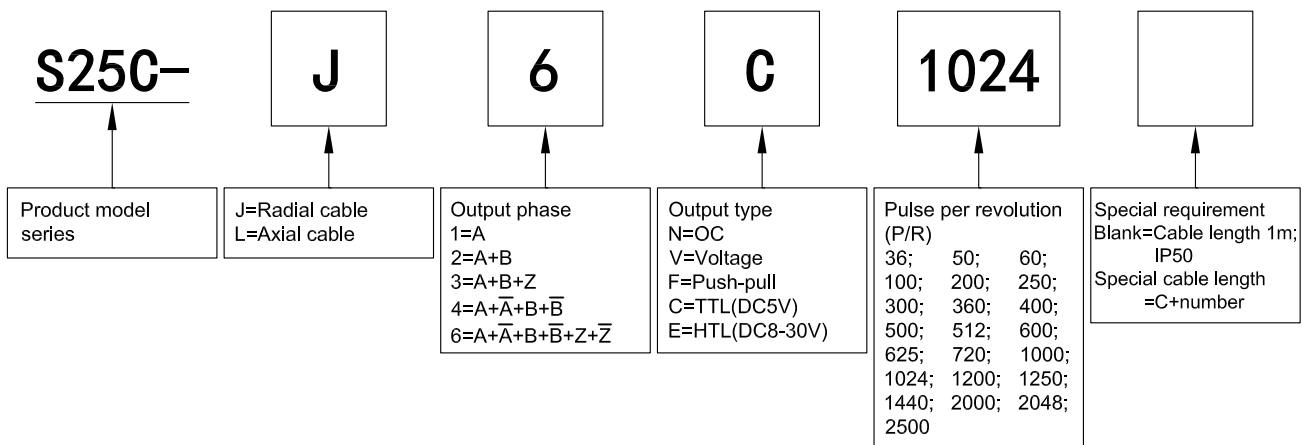 S25C- J 6 C 1024
Product model
series
J=Radial cable
L=Axial cable
Output phase
1=A
2=A+B
3=A+B+Z
4=A+A̅+B+B̅
6=A+A̅+B+B̅+Z+Z̅
Output type
N=OC
V=Voltage
F=Push-pull
C=TTL(DC5V)
E=HTL(DC8-30V)
Pulse per revolution
(P/R)
36; 50; 60;
100; 200; 250;
300; 360; 400;
500; 512; 600;
625; 720; 1000;
1024; 1200; 1250;
1440; 2000; 2048;
2500
Special requirement
Blank=Cable length 1m;
IP50
Special cable length
=C+number